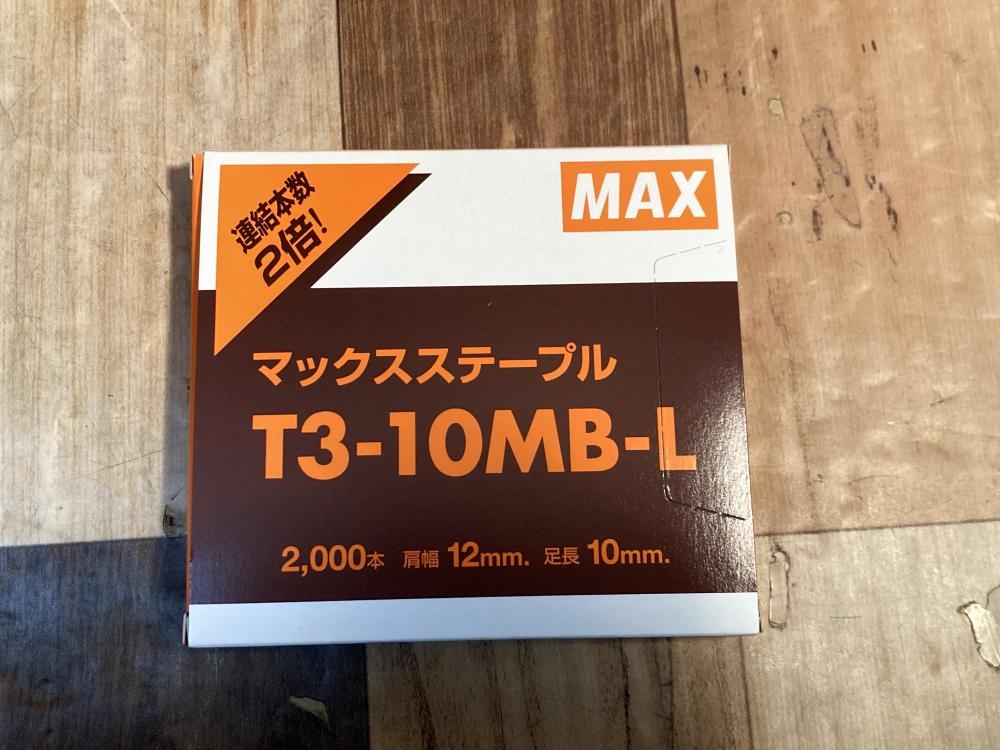 連結本数
2倍!
MAX
マックスステープル
T3-10MB-L
2,000本 肩幅 12mm. 足長 10mm.